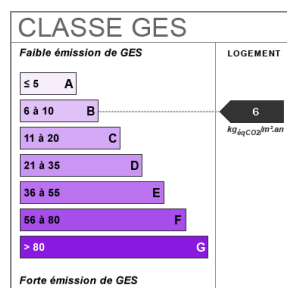 CLASSE GES
Faible émission de GES
LOGEMENT
≤ 5 A
6 à 10 B
6
11 à 20 C
kgéqCO2/m².an
21 à 35 D
36 à 55 E
56 à 80 F
> 80 G
Forte émission de GES